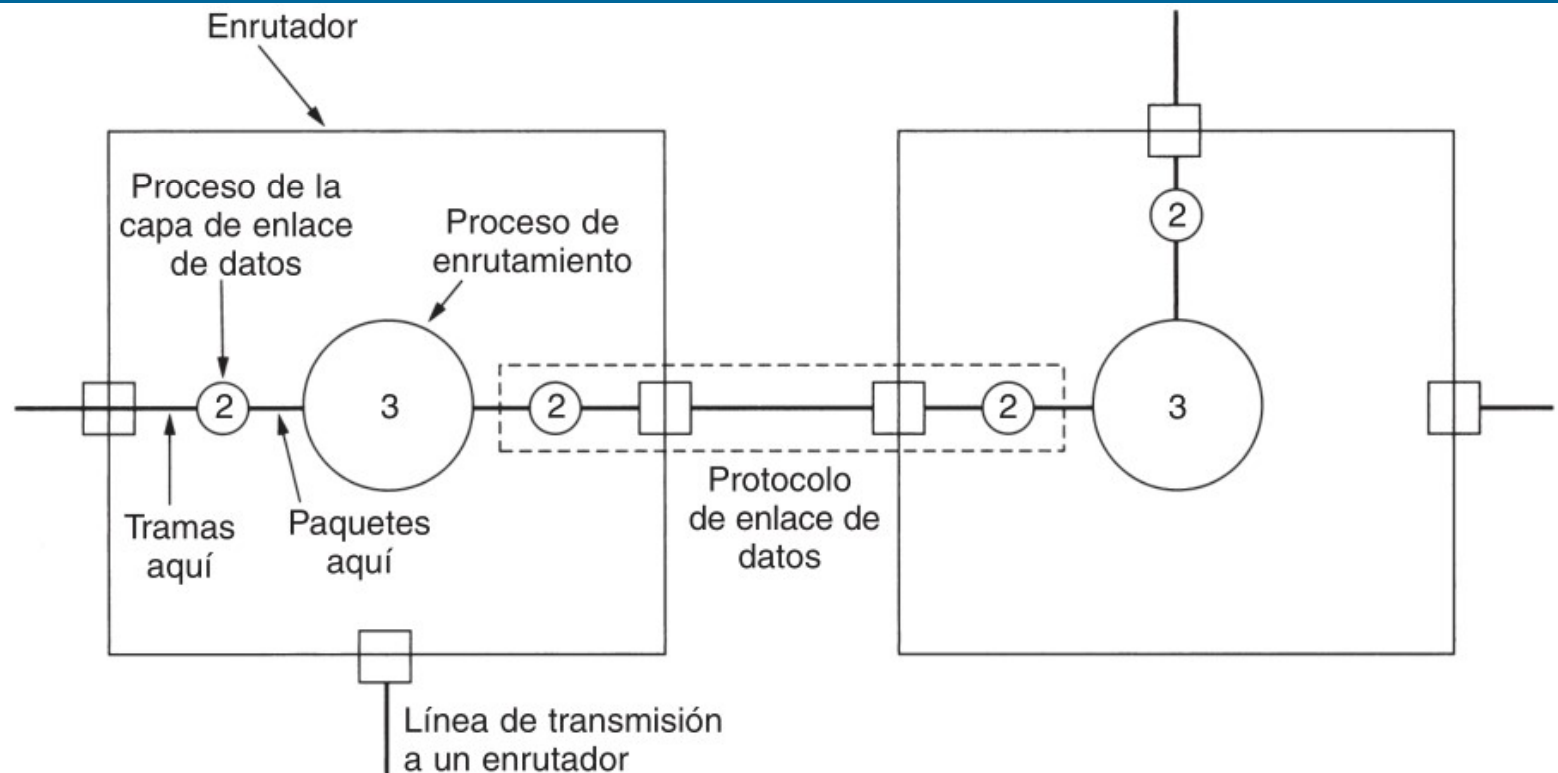 Enrutador
Proceso de la
capa de enlace
de datos
Proceso de
enrutamiento
2
3
2
2
3
2
Tramas
aquí
Paquetes
aquí
Protocolo
de enlace de
datos
Línea de transmisión
a un enrutador